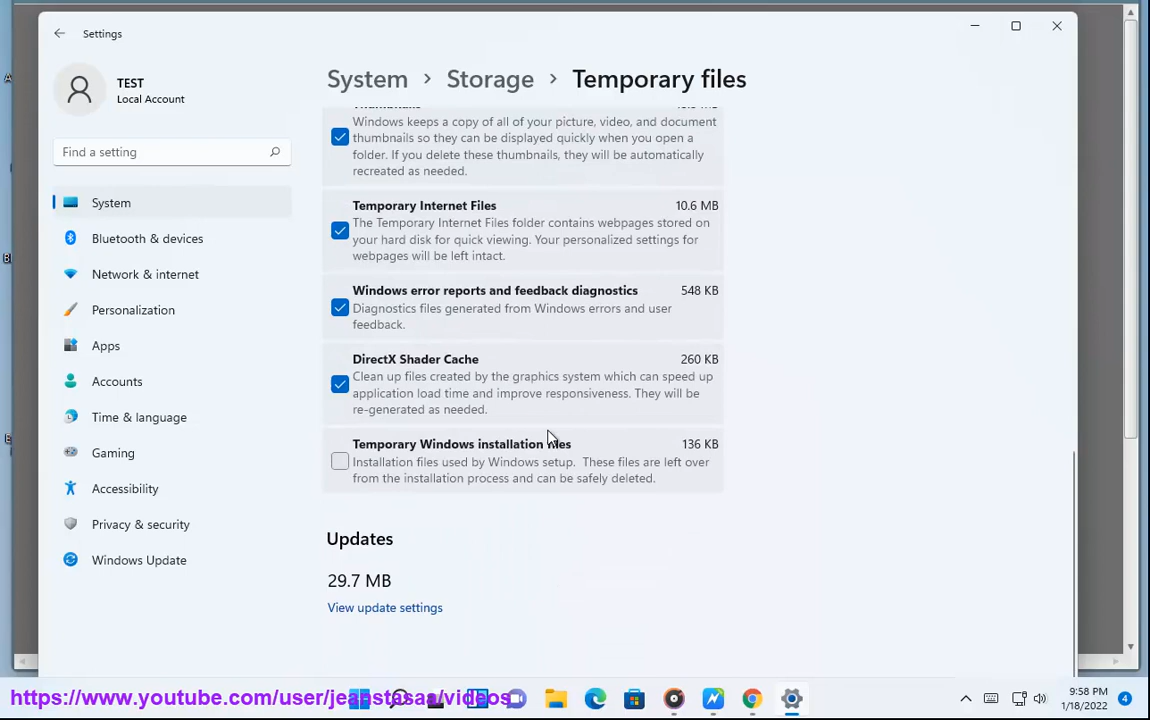 Settings
TEST
Local Account
Find a setting
System
Bluetooth & devices
Network & internet
Personalization
Apps
Accounts
Time & language
Gaming
Accessibility
Privacy & security
Windows Update
System > Storage > Temporary files
Thumbnails
Windows keeps a copy of all of your picture, video, and document
thumbnails so they can be displayed quickly when you open a
folder. If you delete these thumbnails, they will be automatically
recreated as needed.
Temporary Internet Files 10.6 MB
The Temporary Internet Files folder contains webpages stored on
your hard disk for quick viewing. Your personalized settings for
webpages will be left intact.
Windows error reports and feedback diagnostics 548 KB
Diagnostics files generated from Windows errors and user
feedback.
DirectX Shader Cache 260 KB
Clean up files created by the graphics system which can speed up
application load time and improve responsiveness. They will be
re-generated as needed.
Temporary Windows installation files 136 KB
Installation files used by Windows setup. These files are left over
from the installation process and can be safely deleted.
Updates
29.7 MB
View update settings
https://www.youtube.com/user/jeanstasaa/videos
9:58 PM
1/18/2022
4